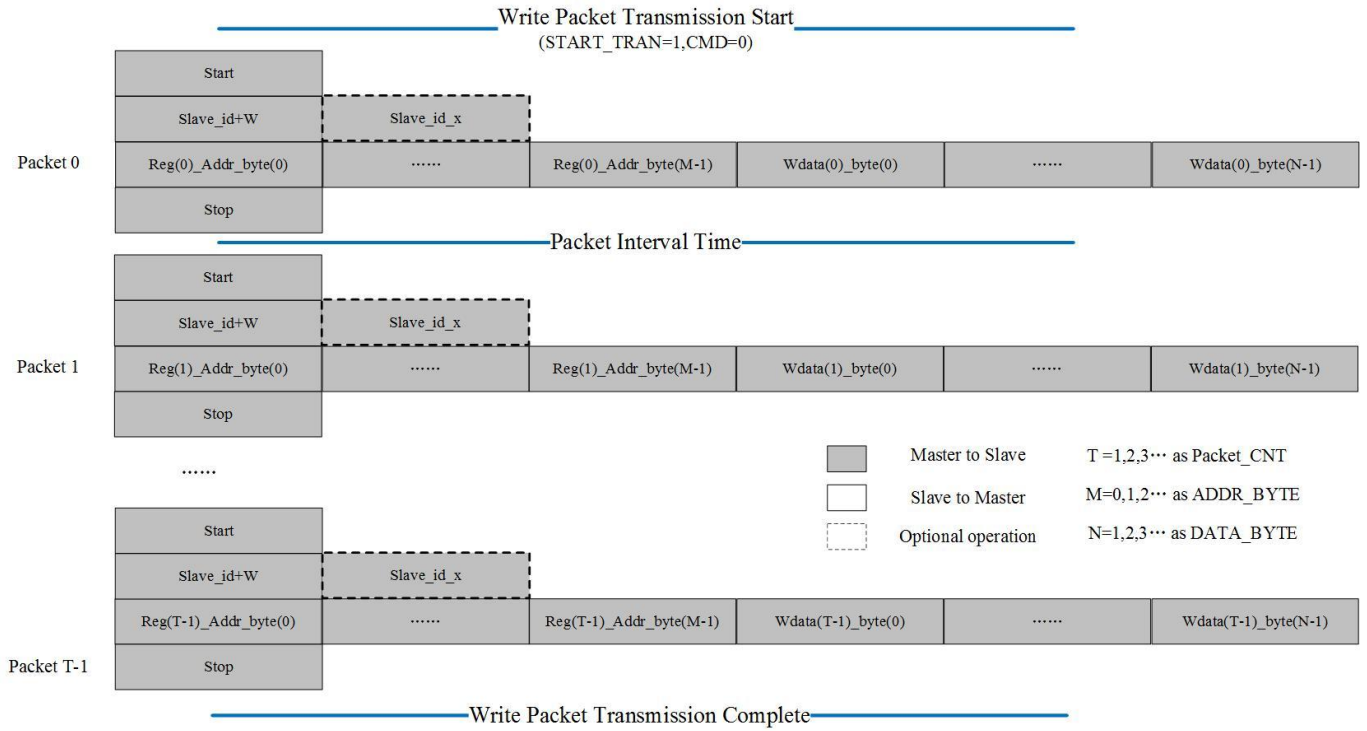 Write Packet Transmission Start
(START_TRAN=1,CMD=0)
Start
Slave_id+W Slave_id_x
Packet 0
Reg(0)_Addr_byte(0) ······ Reg(0)_Addr_byte(M-1) Wdata(0)_byte(0) ······ Wdata(0)_byte(N-1)
Stop
Packet Interval Time
Start
Slave_id+W Slave_id_x
Packet 1
Reg(1)_Addr_byte(0) ······ Reg(1)_Addr_byte(M-1) Wdata(1)_byte(0) ······ Wdata(1)_byte(N-1)
Stop
······
Master to Slave T =1,2,3··· as Packet_CNT
Slave to Master M=0,1,2··· as ADDR_BYTE
Optional operation N=1,2,3··· as DATA_BYTE
Start
Slave_id+W Slave_id_x
Reg(T-1)_Addr_byte(0) ······ Reg(T-1)_Addr_byte(M-1) Wdata(T-1)_byte(0) ······ Wdata(T-1)_byte(N-1)
Packet T-1
Stop
Write Packet Transmission Complete